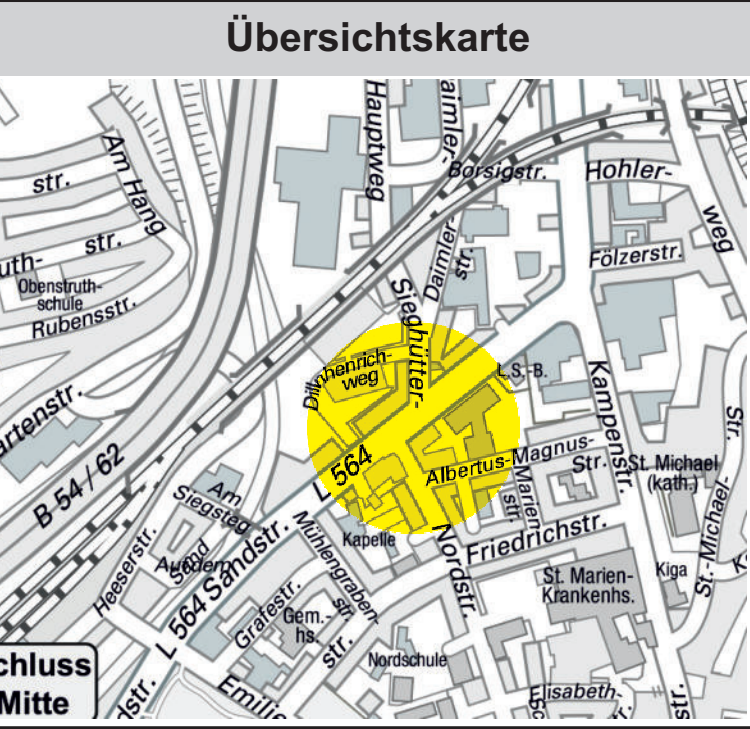 Übersichtskarte
Hauptweg
aimler-
Borsigstr.
Hohler-
weg
Am Hang
str.
str.
uth-
Obenstruth-
schule
Rubensstr.
Daimler-
str.
Fölzerstr.
Sieghütter-
Dillnhenrich-
weg
L.S.-B.
Kampenstr.
artenstr.
B 54 / 62
L 564
Albertus-Magnus-
Str.
St. Michael
(kath.)
Str.
St.-Michael-
Am
Siegsteg
Marien-
str.
Kapelle
Nordstr.
Friedrichstr.
Heeserstr.
Auf dem
Sand
L 564 Sandstr.
Mühlengraben-
str.
Grafestr.
Gem.-
hs.
str.
St. Marien-
Krankenhs.
Kiga
K
Nordschule
chluss
Mitte
dstr.
Emilie
Elisabeth-
str.